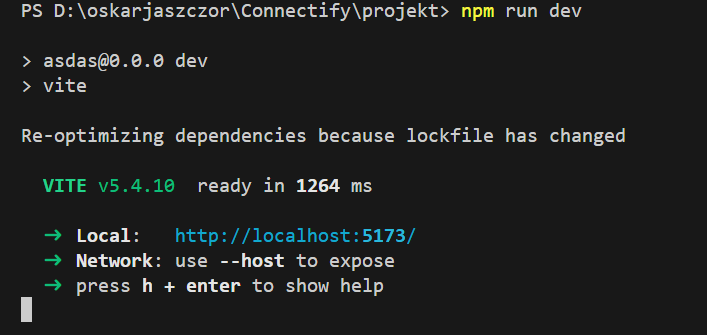 PS D:\oskarjaszczor\Connectify\projekt> npm run dev
> asdas@0.0.0 dev
> vite
Re-optimizing dependencies because lockfile has changed
VITE v5.4.10 ready in 1264 ms
➜ Local: http://localhost:5173/
➜ Network: use --host to expose
➜ press h + enter to show help